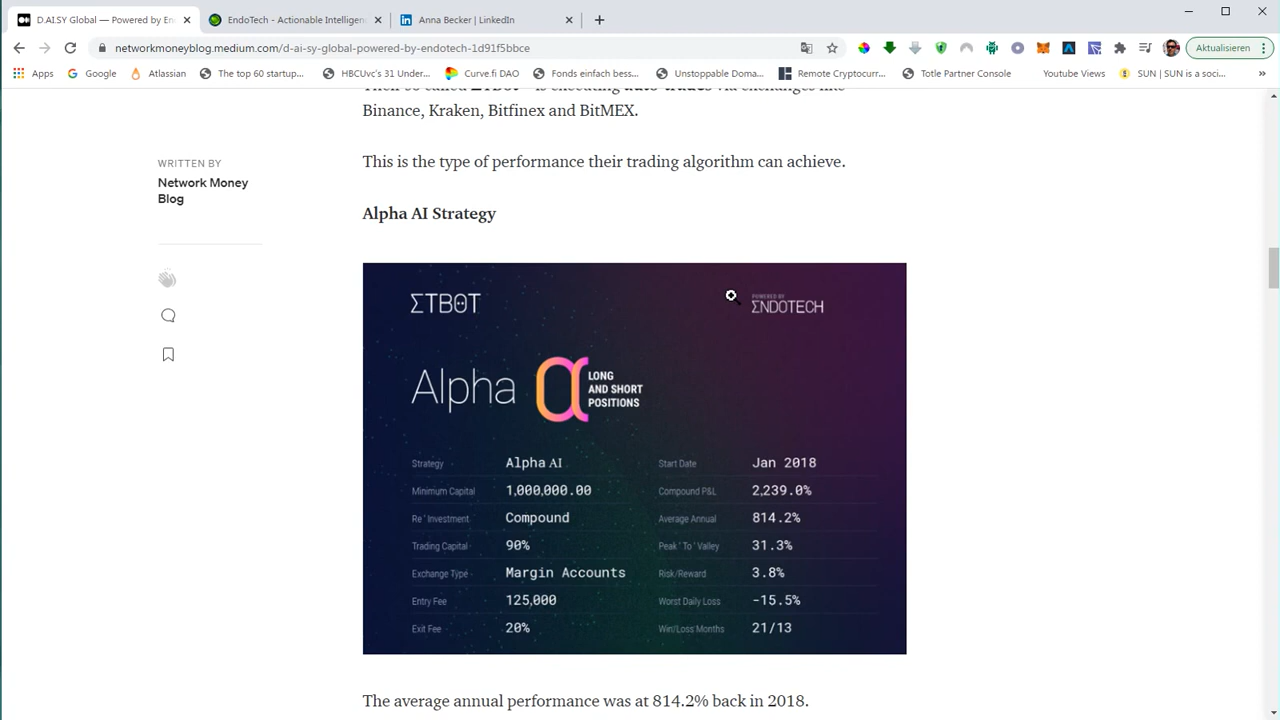 D.AI.SY Global — Powered by En
EndoTech - Actionable Intelligen
Anna Becker | LinkedIn
networkmoneyblog.medium.com/d-ai-sy-global-powered-by-endotech-1d91f5bbce
Aktualisieren
Apps
Google
Atlassian
The top 60 startup...
HBCUvc's 31 Under...
Curve.fi DAO
Fonds einfach bess...
Unstoppable Doma...
Remote Cryptocurr...
Totle Partner Console
Youtube Views
SUN | SUN is a soci...
»
Binance, Kraken, Bitfinex and BitMEX.
This is the type of performance their trading algorithm can achieve.
WRITTEN BY
Network Money
Blog
Alpha AI Strategy
ΣTBOT
POWERED BY
ΣNDOTECH
Alpha α LONG
AND SHORT
POSITIONS
Strategy Alpha AI Start Date Jan 2018
Minimum Capital 1,000,000.00 Compound P&L 2,239.0%
Re ' Investment Compound Average Annual 814.2%
Trading Capital 90% Peak ' To ' Valley 31.3%
Exchange Type Margin Accounts Risk/Reward 3.8%
Entry Fee 125,000 Worst Daily Loss -15.5%
Exit Fee 20% Win/Loss Months 21/13
The average annual performance was at 814.2% back in 2018.